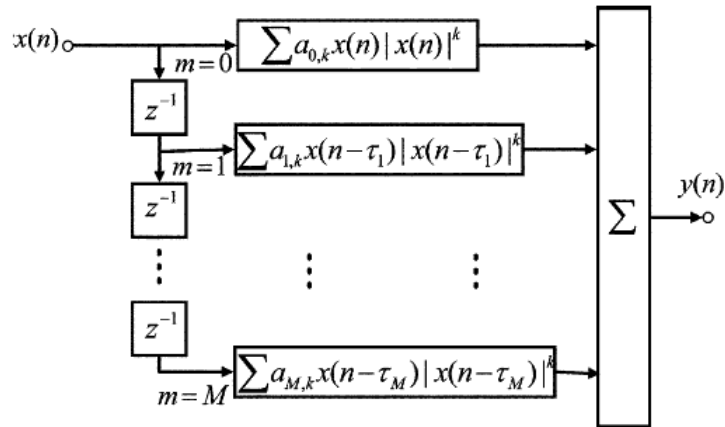 x(n)
∑a_{0,k}x(n)|x(n)|^k
m=0
z^{-1}
∑a_{1,k}x(n-τ_1)|x(n-τ_1)|^k
m=1
z^{-1}
y(n)
∑
⋮ ⋮ ⋮
z^{-1}
∑a_{M,k}x(n-τ_M)|x(n-τ_M)|^k
m=M